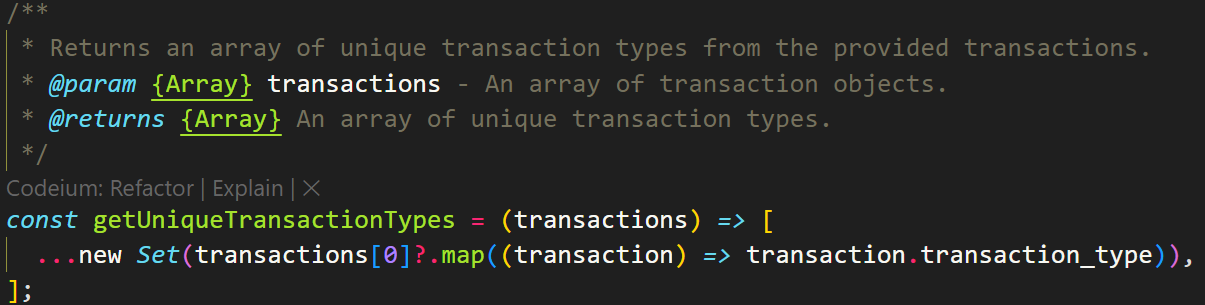 /**
 * Returns an array of unique transaction types from the provided transactions.
 * @param {Array} transactions - An array of transaction objects.
 * @returns {Array} An array of unique transaction types.
 */
Codeium: Refactor | Explain | ×
const getUniqueTransactionTypes = (transactions) => [
  ...new Set(transactions[0]?.map((transaction) => transaction.transaction_type)),
];